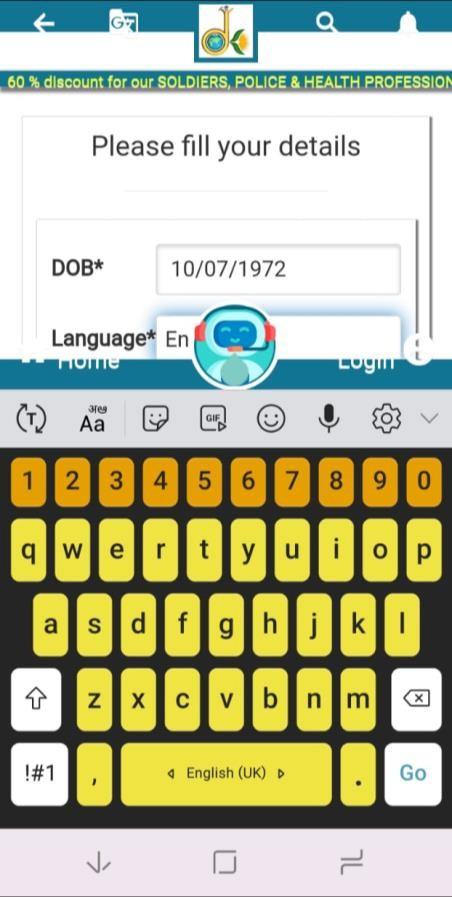 60 % discount for our SOLDIERS, POLICE & HEALTH PROFESSION
Please fill your details
DOB* 10/07/1972
Language* En
Home Login
T अख Aa GIF
1 2 3 4 5 6 7 8 9 0
q w e r t y u i o p
a s d f g h j k l
z x c v b n m
!#1 , English (UK) . Go